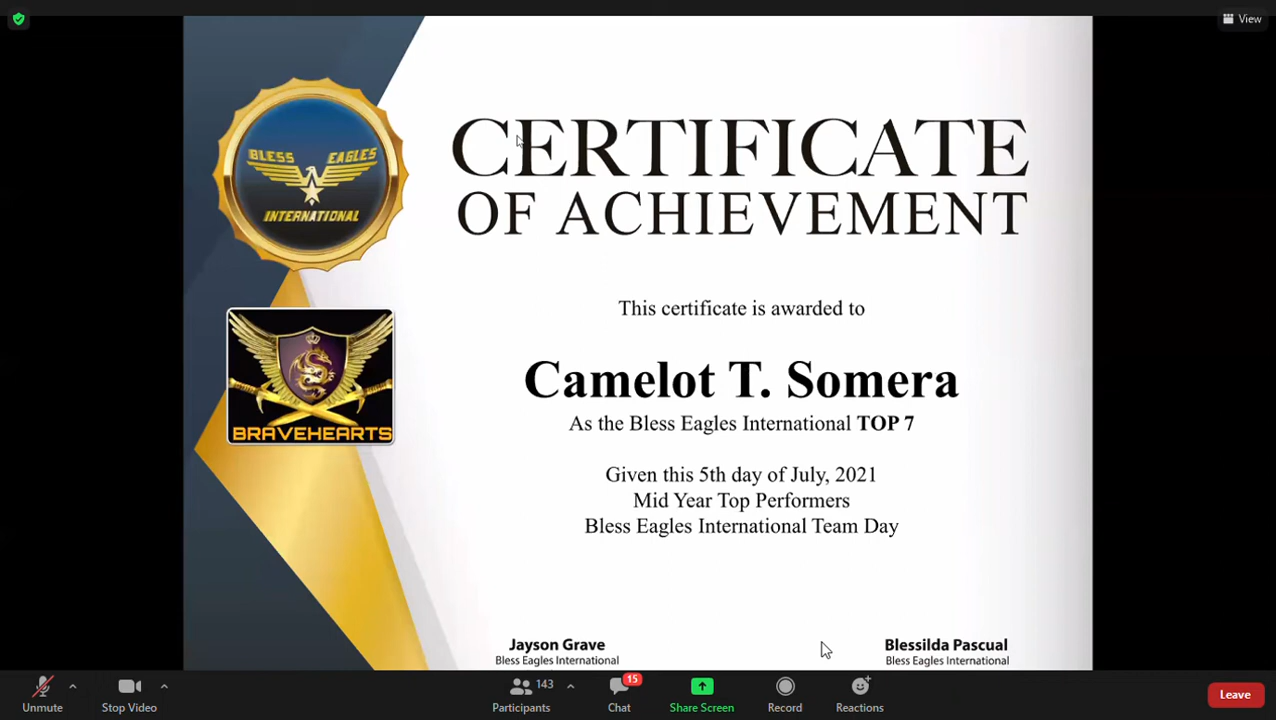 View
BLESS EAGLES
INTERNATIONAL
CERTIFICATE
OF ACHIEVEMENT
This certificate is awarded to
BRAVEHEARTS
Camelot T. Somera
As the Bless Eagles International TOP 7
Given this 5th day of July, 2021
Mid Year Top Performers
Bless Eagles International Team Day
Jayson Grave
Bless Eagles International
Blessilda Pascual
Bless Eagles International
Unmute
Stop Video
143
Participants
15
Chat
Share Screen
Record
Reactions
Leave